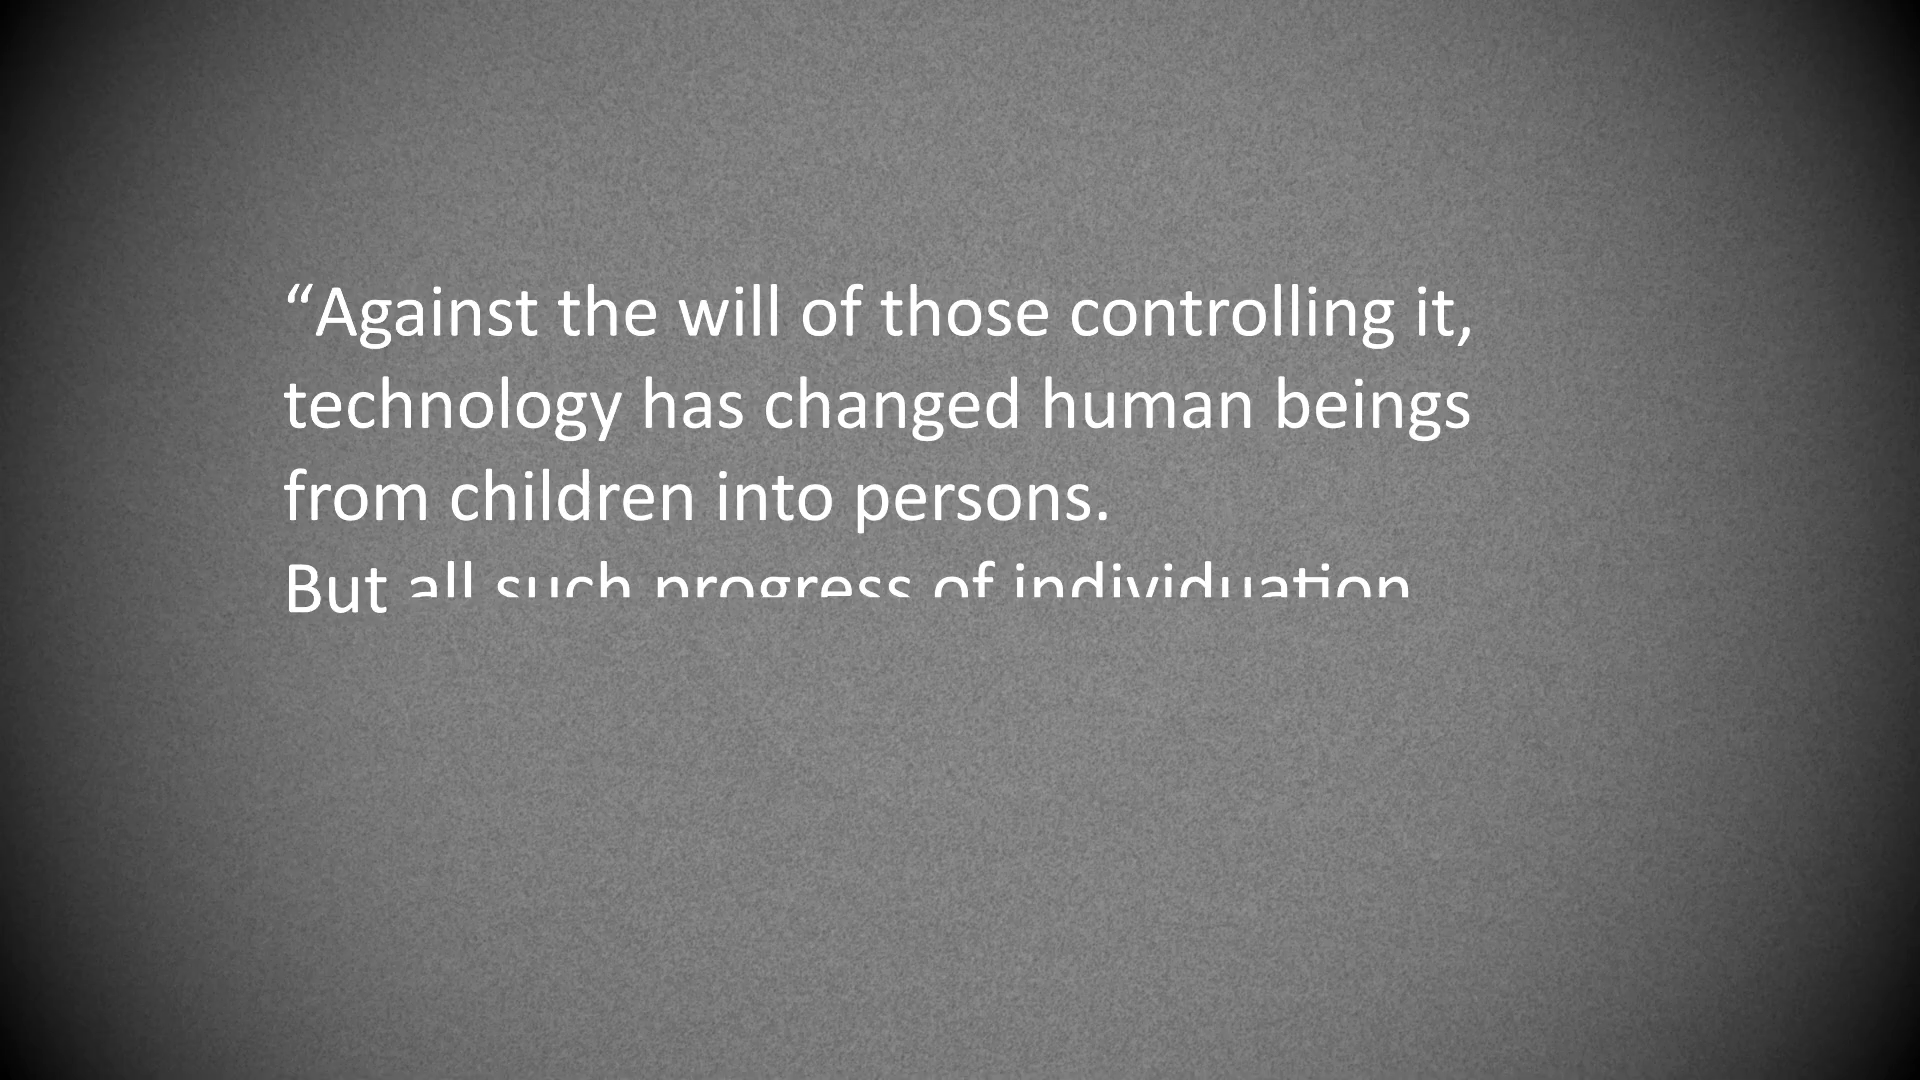 “Against the will of those controlling it,
technology has changed human beings
from children into persons.
But all such progress of individuation